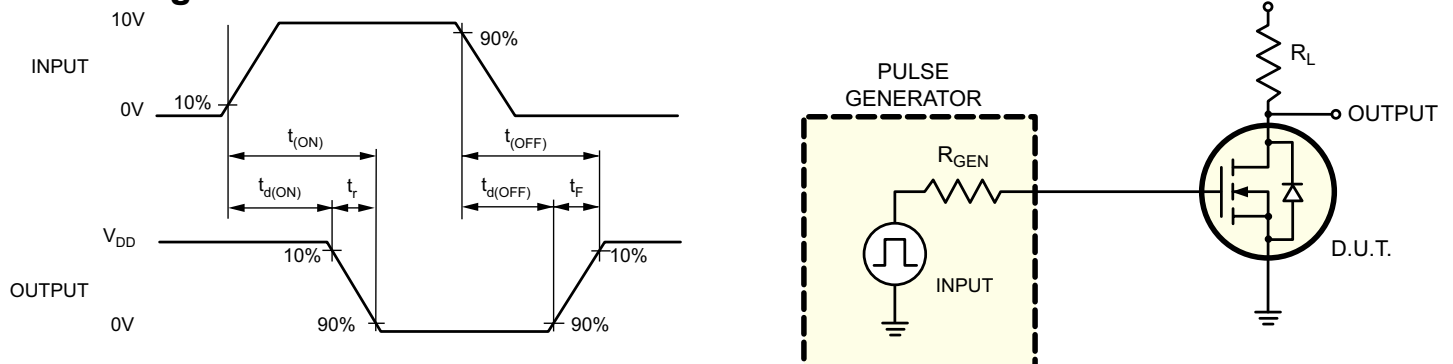 10V
INPUT
0V
10%
90%
t(ON)
t(OFF)
td(ON)
tr
td(OFF)
tF
VDD
OUTPUT
0V
10%
90%
90%
10%
PULSE
GENERATOR
RGEN
INPUT
RL
OUTPUT
D.U.T.